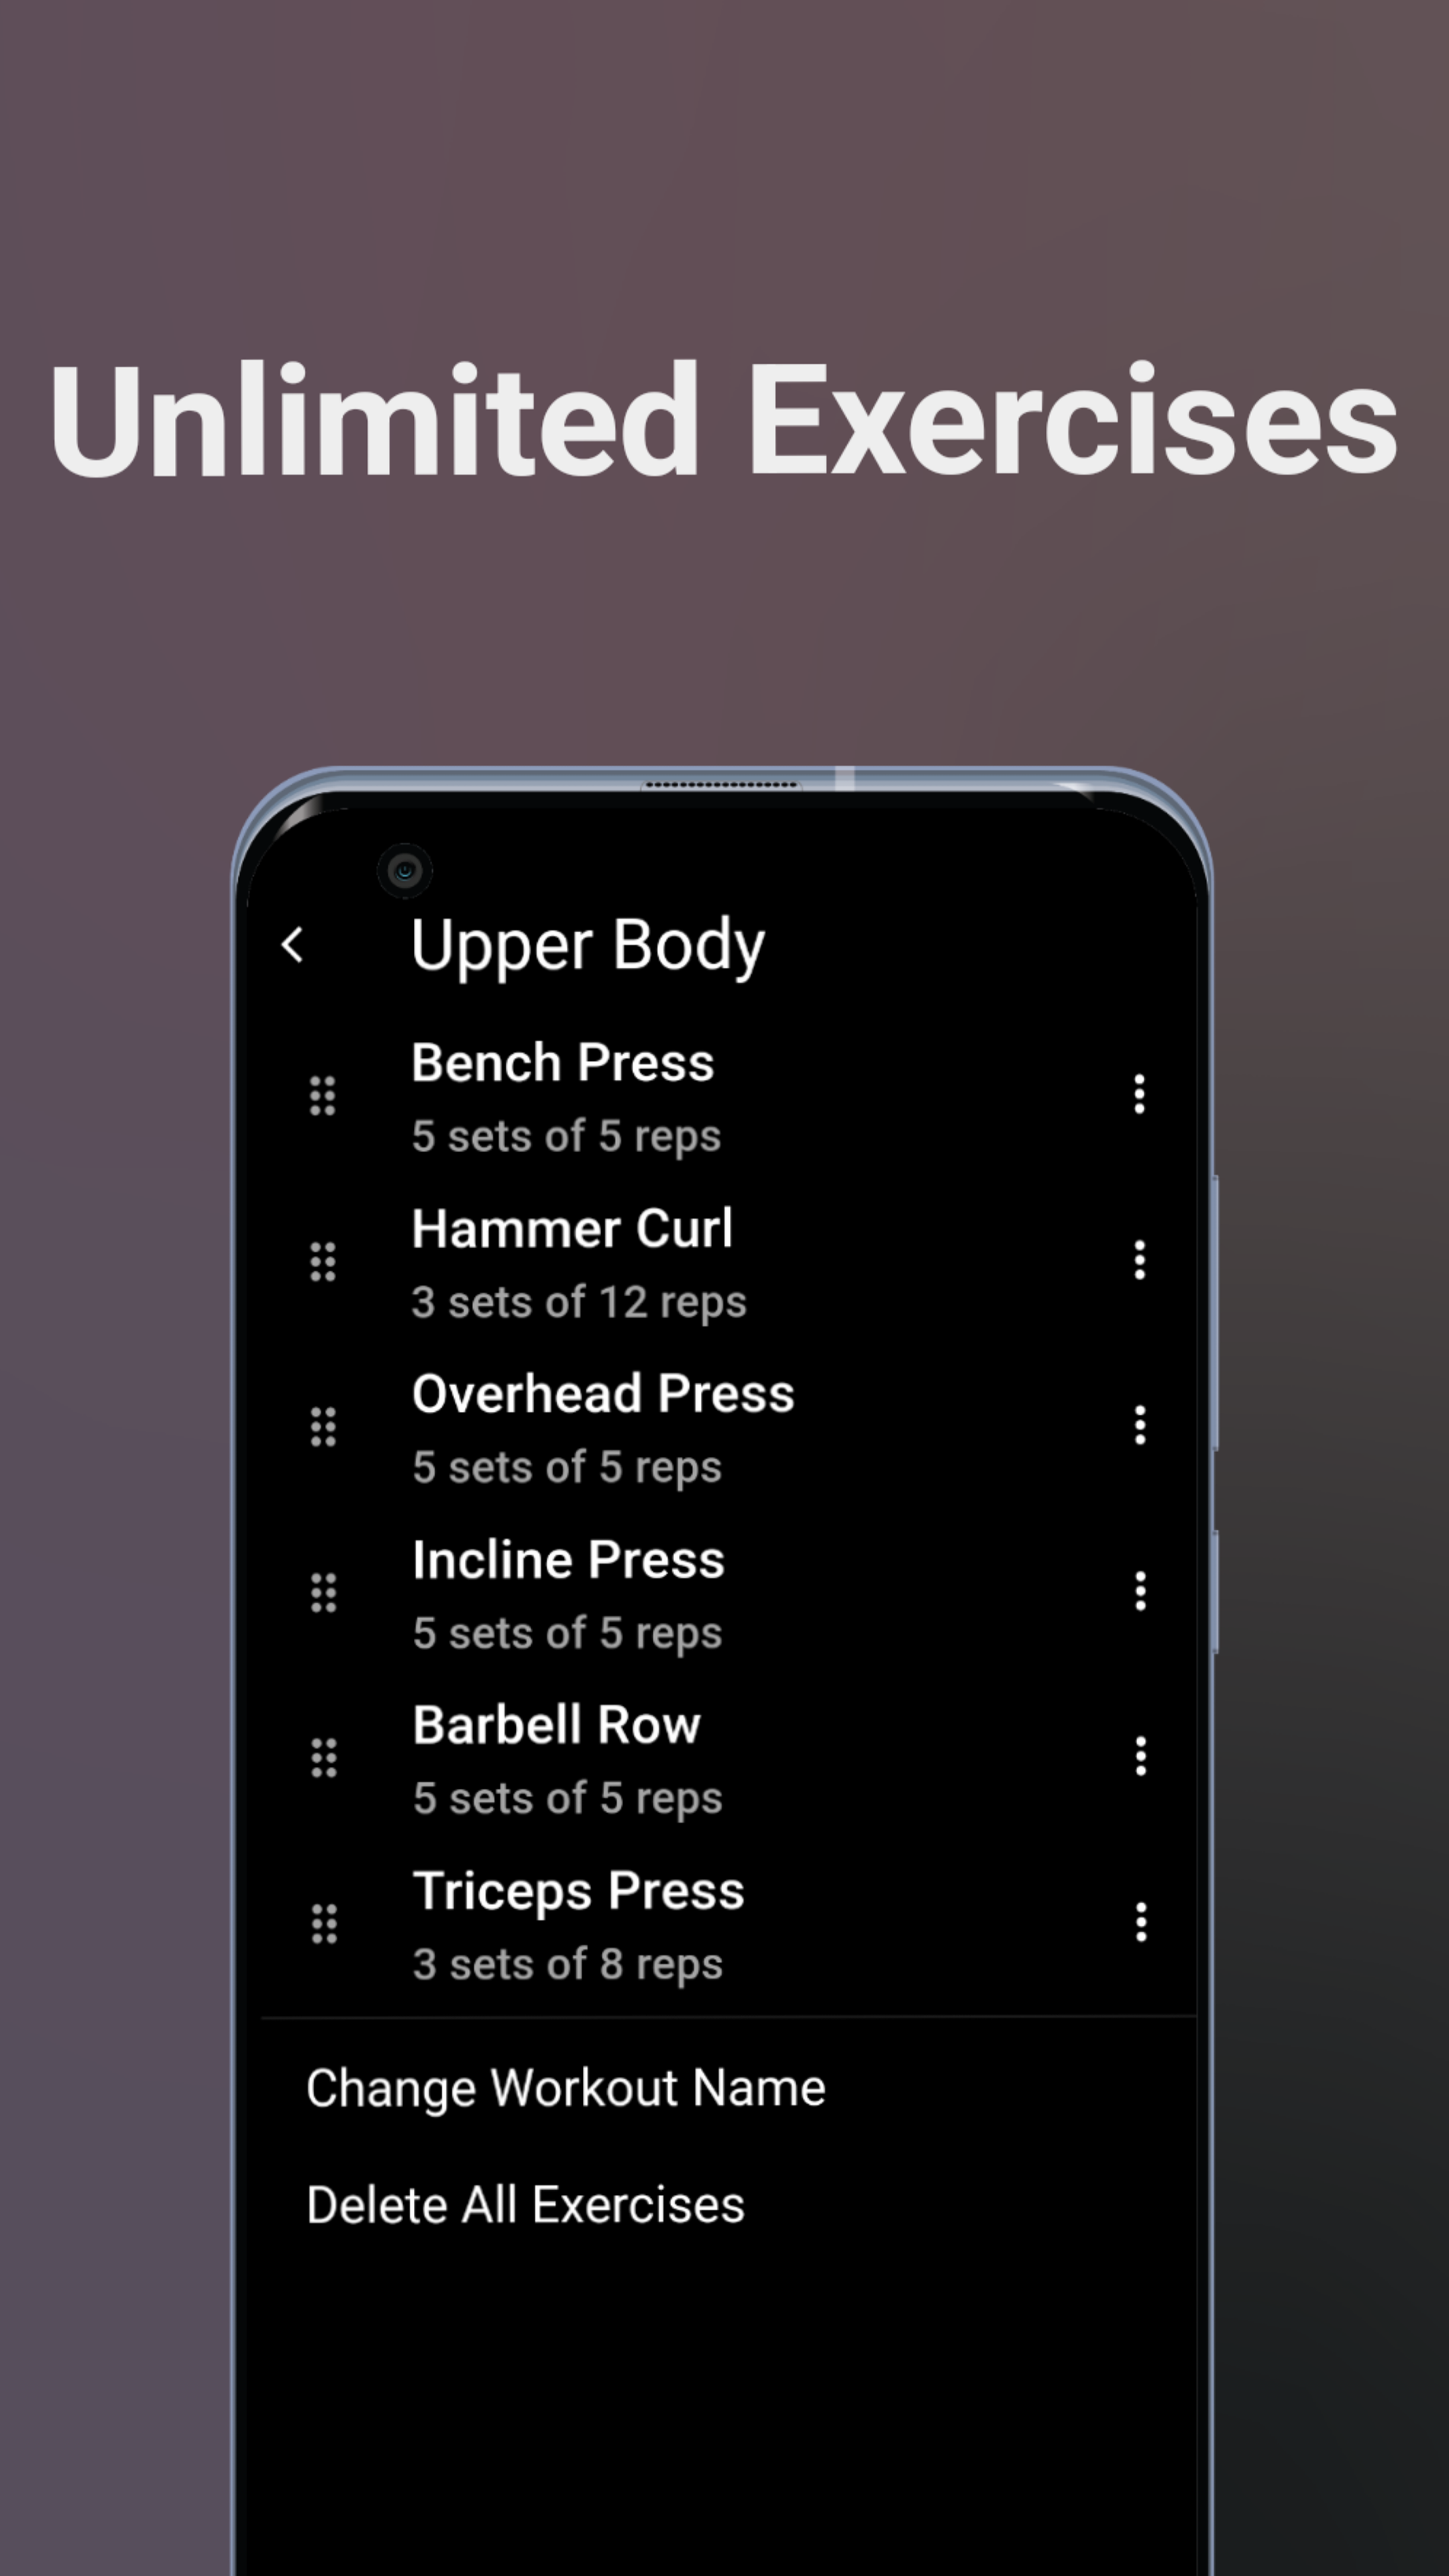 Unlimited Exercises
Upper Body
Bench Press
5 sets of 5 reps
Hammer Curl
3 sets of 12 reps
Overhead Press
5 sets of 5 reps
Incline Press
5 sets of 5 reps
Barbell Row
5 sets of 5 reps
Triceps Press
3 sets of 8 reps
Change Workout Name
Delete All Exercises